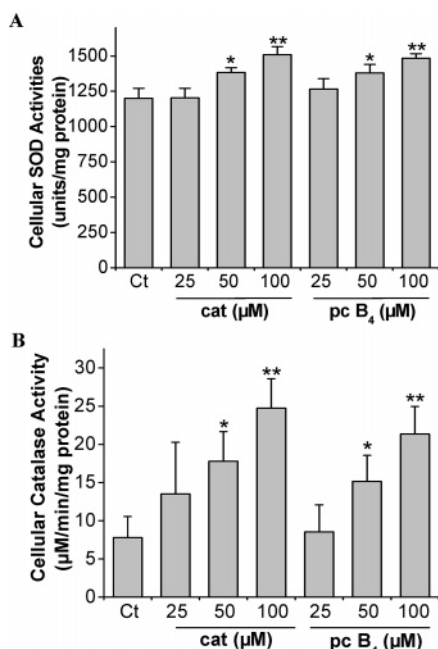 A
Cellular SOD Activities
(units/mg protein)
1500
1250
1000
750
500
250
0
* ** * **
Ct 25 50 100 25 50 100
cat (µM) pc B₄ (µM)
B
Cellular Catalase Activity
(µM/min/mg protein)
30
25
20
15
10
5
0
* ** * **
Ct 25 50 100 25 50 100
cat (µM) pc B₄ (µM)